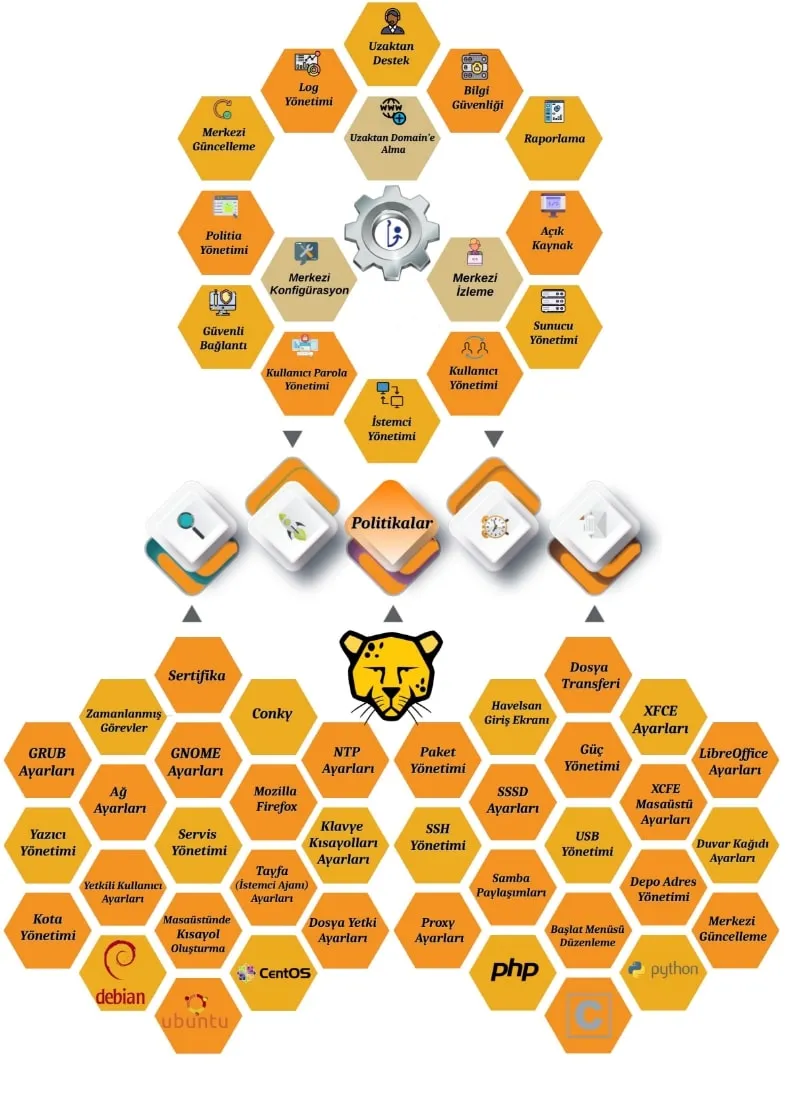 Uzaktan
Destek
Log
Yönetimi
Bilgi
Güvenliği
Merkezi
Güncelleme
WWW
Uzaktan Domain'e
Alma
Raporlama
Politia
Yönetimi
Açık
Kaynak
Merkezi
Konfigürasyon
Merkezi
İzleme
Güvenli
Bağlantı
Sunucu
Yönetimi
Kullanıcı Parola
Yönetimi
Kullanıcı
Yönetimi
İstemci
Yönetimi
Politikalar
Sertifika
Zamanlanmış
Görevler
Conky
GRUB
Ayarları
GNOME
Ayarları
NTP
Ayarları
Ağ
Ayarları
Mozilla
Firefox
Yazıcı
Yönetimi
Servis
Yönetimi
Klavye
Kısayolları
Ayarları
Yetkili Kullanıcı
Ayarları
Tayfa
(İstemci Ajanı)
Ayarları
Kota
Yönetimi
Masaüstünde
Kısayol
Oluşturma
Dosya Yetki
Ayarları
debian
CentOS
ubuntu
Dosya
Transferi
Havelsan
Giriş Ekranı
XFCE
Ayarları
Paket
Yönetimi
Güç
Yönetimi
LibreOffice
Ayarları
SSSD
Ayarları
XCFE
Masaüstü
Ayarları
SSH
Yönetimi
USB
Yönetimi
Duvar Kağıdı
Ayarları
Samba
Paylaşımları
Depo Adres
Yönetimi
Proxy
Ayarları
Başlat Menüsü
Düzenleme
Merkezi
Güncelleme
php
python
C